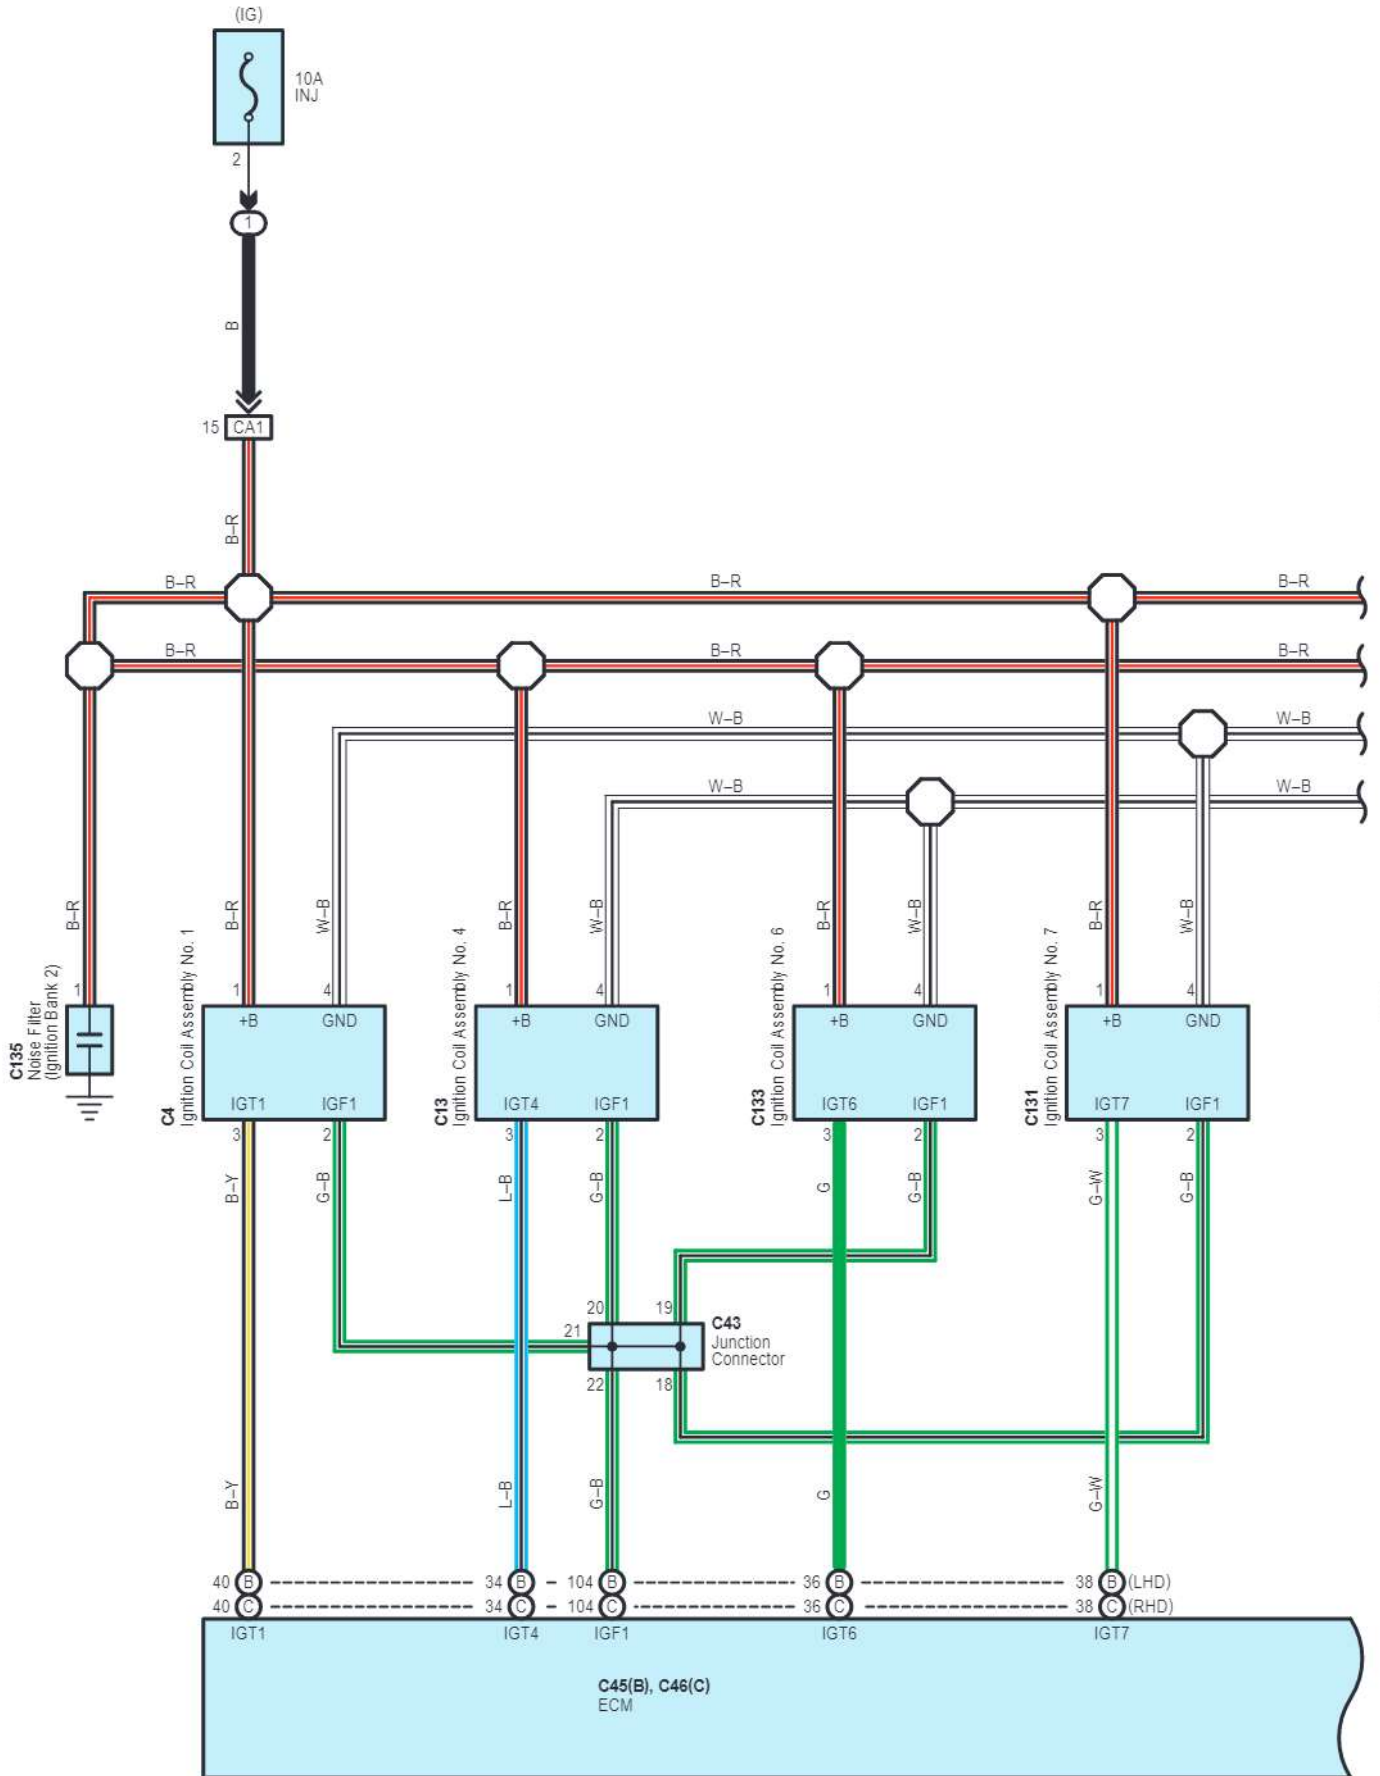 (IG)
10A
INJ
2
1
B
15 CA1
B–R
B–R B–R B–R
B–R B–R B–R
W–B W–B
W–B W–B
B–R B–R W–B B–R W–B B–R W–B B–R W–B
C135
Noise Filter
(Ignition Bank 2)
C4
Ignition Coil Assembly No. 1
C13
Ignition Coil Assembly No. 4
C133
Ignition Coil Assembly No. 6
C131
Ignition Coil Assembly No. 7
1 1 4 1 4 1 4 1 4
+B GND +B GND +B GND +B GND
IGT1 IGF1 IGT4 IGF1 IGT6 IGF1 IGT7 IGF1
3 2 3 2 3 2 3 2
B–Y G–B L–B G–B G G–B G–W G–B
20 19
21
C43
Junction
Connector
22 18
B–Y L–B G–B G G–W
40 B 34 B 104 B 36 B 38 B (LHD)
40 C 34 C 104 C 36 C 38 C (RHD)
IGT1 IGT4 IGF1 IGT6 IGT7
C45(B), C46(C)
ECM